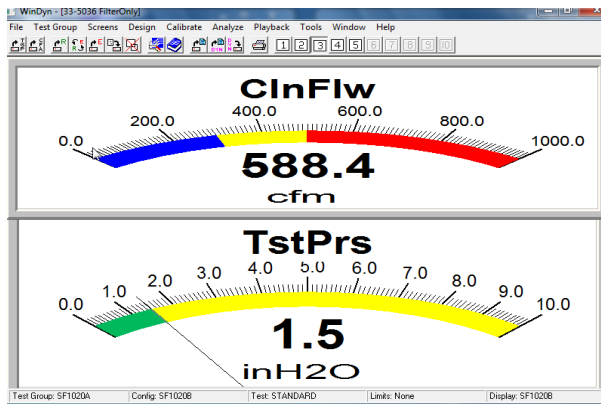 WinDyn - [33-5036 FilterOnly]
File Test Group Screens Design Calibrate Analyze Playback Tools Window Help
1 2 3 4 5 6 7 8 9 10
ClnFlw
0.0 200.0 400.0 600.0 800.0 1000.0
588.4
cfm
TstPrs
0.0 1.0 2.0 3.0 4.0 5.0 6.0 7.0 8.0 9.0 10.0
1.5
inH2O
Test Group: SF1020A Config: SF1020B Test: STANDARD Limits: None Display: SF1020B